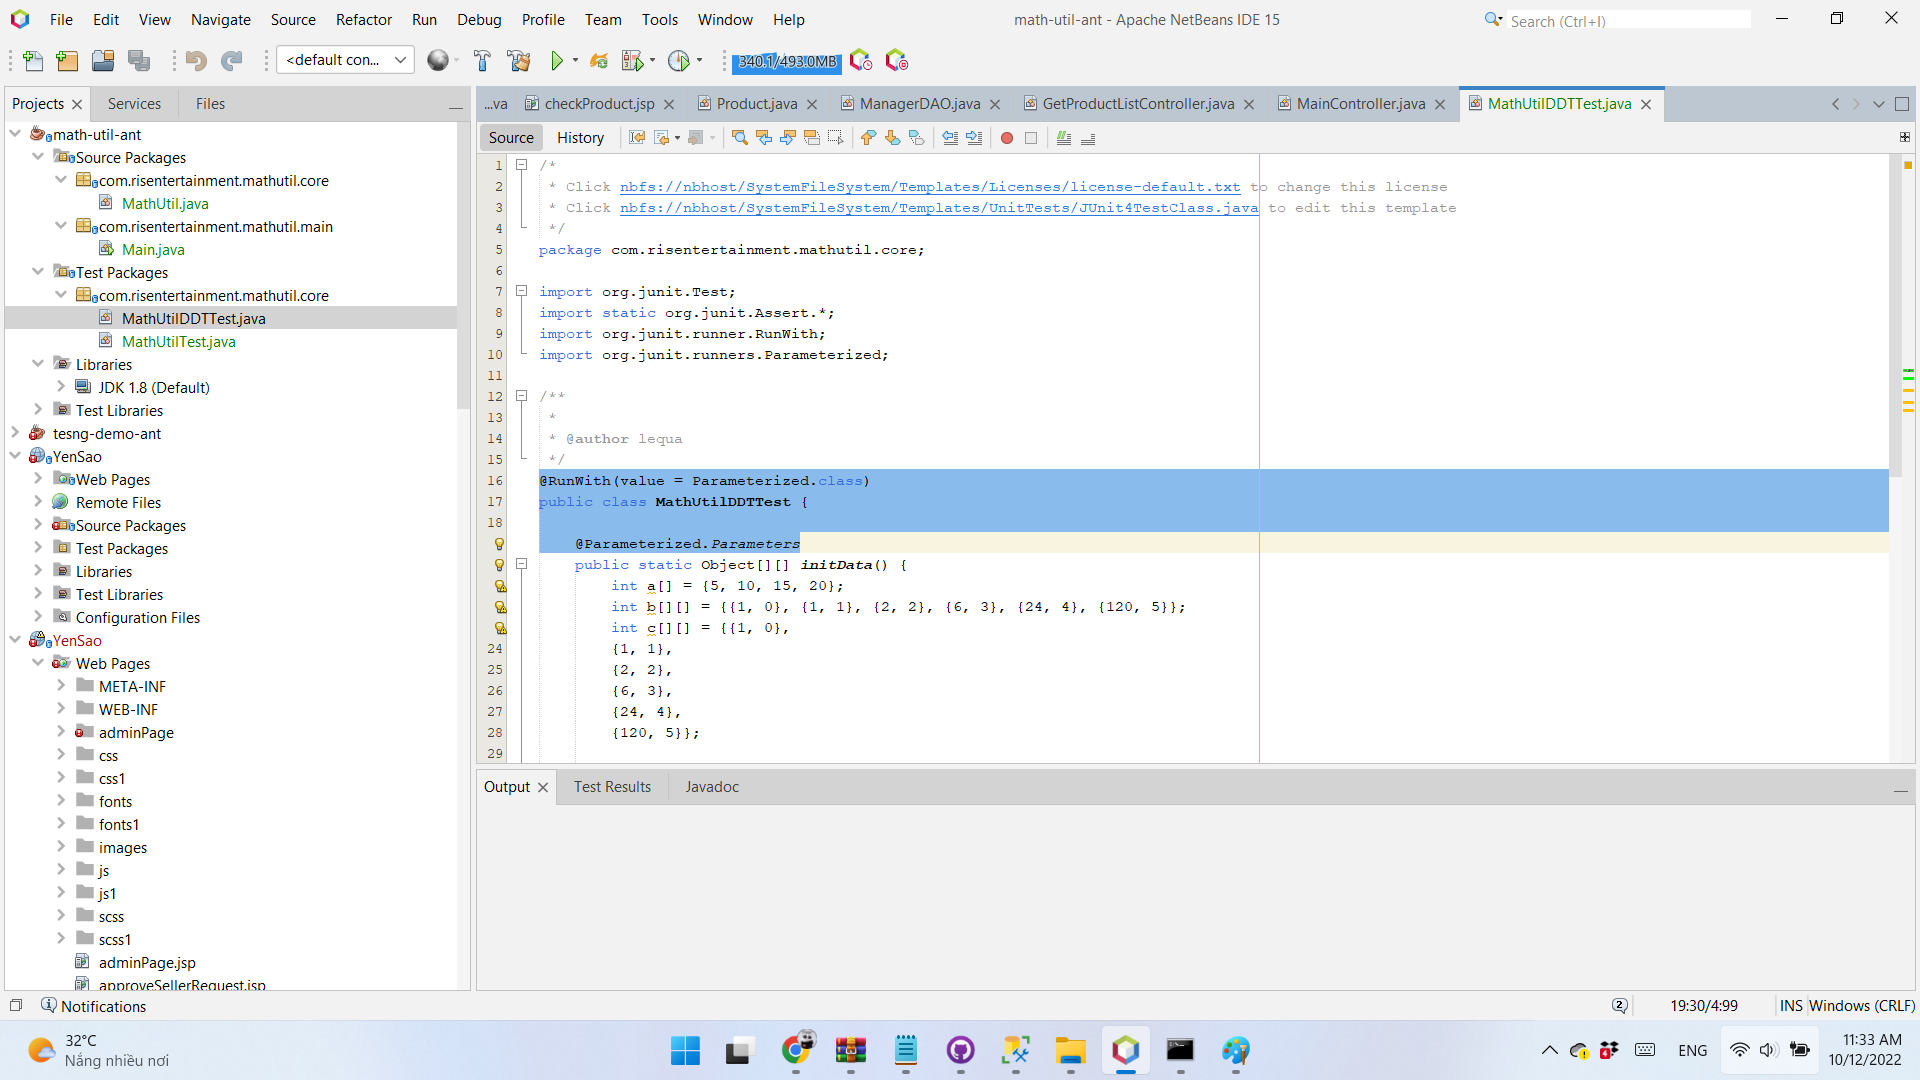 File Edit View Navigate Source Refactor Run Debug Profile Team Tools Window Help
math-util-ant - Apache NetBeans IDE 15
Search (Ctrl+I)
<default con...
340.1/493.0MB
Projects
Services
Files
math-util-ant
Source Packages
com.risentertainment.mathutil.core
MathUtil.java
com.risentertainment.mathutil.main
Main.java
Test Packages
com.risentertainment.mathutil.core
MathUtilDDTTest.java
MathUtilTest.java
Libraries
JDK 1.8 (Default)
Test Libraries
tesng-demo-ant
YenSao
Web Pages
Remote Files
Source Packages
Test Packages
Libraries
Test Libraries
Configuration Files
YenSao
Web Pages
META-INF
WEB-INF
adminPage
css
css1
fonts
fonts1
images
js
js1
scss
scss1
adminPage.jsp
approveSellerRequest.jsp
...va checkProduct.jsp Product.java ManagerDAO.java GetProductListController.java MainController.java MathUtilDDTTest.java
Source History
1 /*
2 * Click nbfs://nbhost/SystemFileSystem/Templates/Licenses/license-default.txt to change this license
3 * Click nbfs://nbhost/SystemFileSystem/Templates/UnitTests/JUnit4TestClass.java to edit this template
4 */
5 package com.risentertainment.mathutil.core;
6
7 import org.junit.Test;
8 import static org.junit.Assert.*;
9 import org.junit.runner.RunWith;
10 import org.junit.runners.Parameterized;
11
12 /**
13 *
14 * @author lequa
15 */
16 @RunWith(value = Parameterized.class)
17 public class MathUtilDDTTest {
18
@Parameterized.Parameters
public static Object[][] initData() {
int a[] = {5, 10, 15, 20};
int b[][] = {{1, 0}, {1, 1}, {2, 2}, {6, 3}, {24, 4}, {120, 5}};
int c[][] = {{1, 0},
24 {1, 1},
25 {2, 2},
26 {6, 3},
27 {24, 4},
28 {120, 5}};
29
Output Test Results Javadoc
Notifications
2
19:30/4:99
INS
Windows (CRLF)
32°C
Nắng nhiều nơi
4
ENG
11:33 AM
10/12/2022